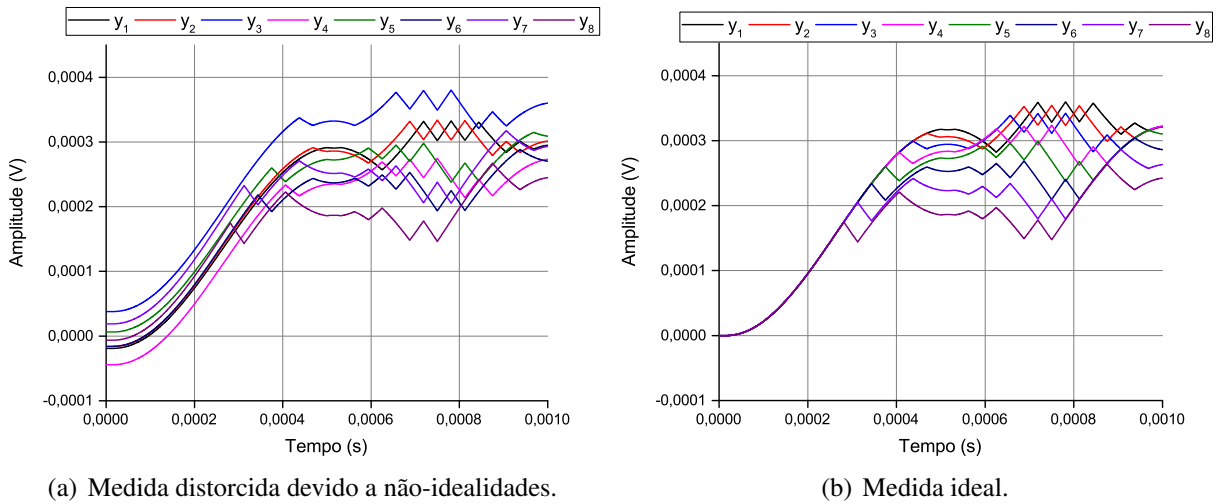 y1 y2 y3 y4 y5 y6 y7 y8
Amplitude (V)
0,0004
0,0003
0,0002
0,0001
0,0000
-0,0001
0,0000 0,0002 0,0004 0,0006 0,0008 0,0010
Tempo (s)
(a) Medida distorcida devido a não-idealidades.
y1 y2 y3 y4 y5 y6 y7 y8
Amplitude (V)
0,0004
0,0003
0,0002
0,0001
0,0000
-0,0001
0,0000 0,0002 0,0004 0,0006 0,0008 0,0010
Tempo (s)
(b) Medida ideal.